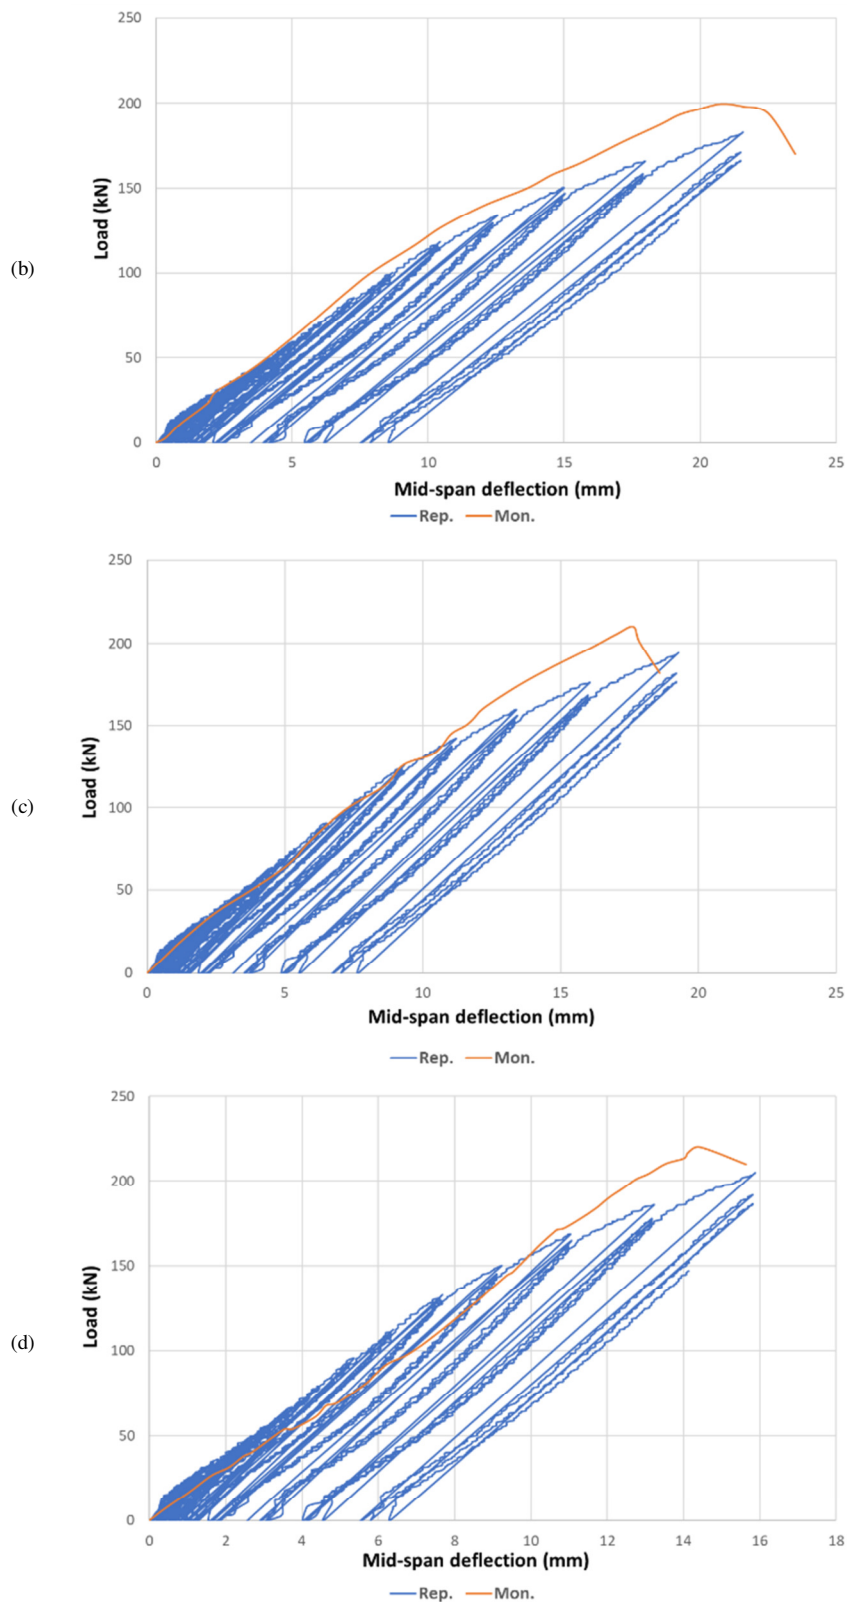 (b)
Load (kN)
250
200
150
100
50
0
0 5 10 15 20 25
Mid-span deflection (mm)
Rep. Mon.
(c)
Load (kN)
250
200
150
100
50
0
0 5 10 15 20 25
Mid-span deflection (mm)
Rep. Mon.
(d)
Load (kN)
250
200
150
100
50
0
0 2 4 6 8 10 12 14 16 18
Mid-span deflection (mm)
Rep. Mon.